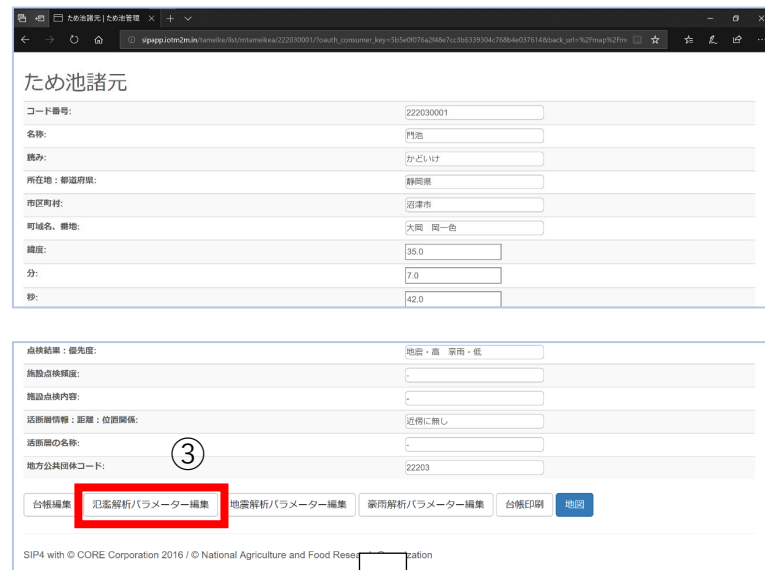 ため池諸元 | ため池管理
sipapp.iotm2m.in/tameike/list/mtameikea/222030001/?oauth_consumer_key=5b5e0f076a2f48e7cc3b6339304c768b4e037614&back_url=%2Fmap%2Fm
ため池諸元
コード番号: 222030001
名称: 門池
読み: かどいけ
所在地：都道府県: 静岡県
市区町村: 沼津市
町域名、番地: 大岡 岡一色
緯度: 35.0
分: 7.0
秒: 42.0
点検結果：優先度: 地震・高 豪雨・低
施設点検頻度: -
施設点検内容: -
活断層情報：距離：位置関係: 近傍に無し
活断層の名称: -
③
地方公共団体コード: 22203
台帳編集 氾濫解析パラメーター編集 地震解析パラメーター編集 豪雨解析パラメーター編集 台帳印刷 地図
SIP4 with © CORE Corporation 2016 / © National Agriculture and Food